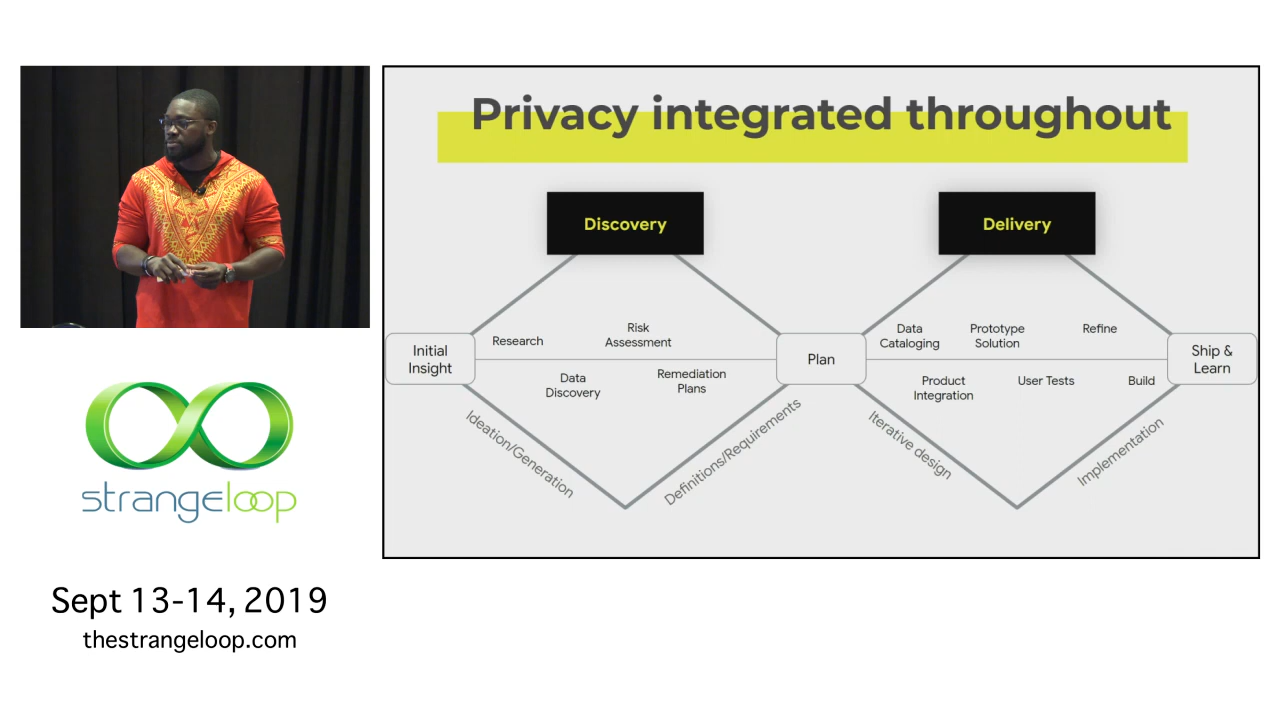 Privacy integrated throughout
Discovery
Delivery
Initial
Insight
Research
Risk
Assessment
Data
Discovery
Remediation
Plans
Plan
Data
Cataloging
Prototype
Solution
Refine
Product
Integration
User Tests
Build
Ship &
Learn
Ideation/Generation
Definitions/Requirements
Iterative design
Implementation
strangeloop
Sept 13-14, 2019
thestrangeloop.com